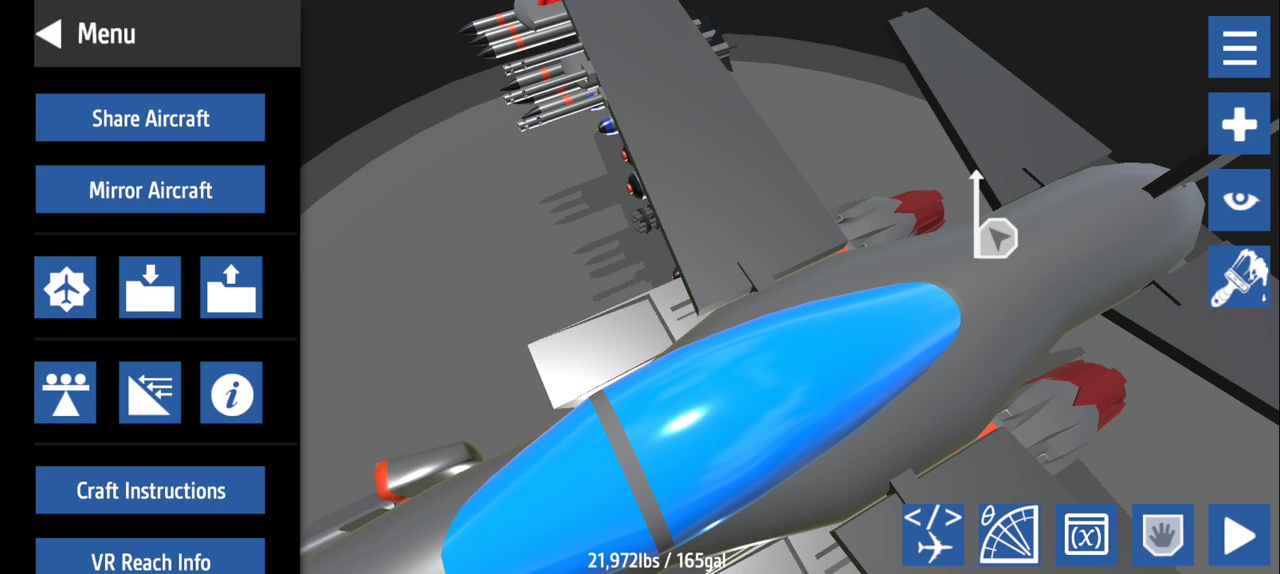 Menu
Share Aircraft
Mirror Aircraft
Craft Instructions
VR Reach Info
21,972lbs / 165gal
</>
θ
(x)
i